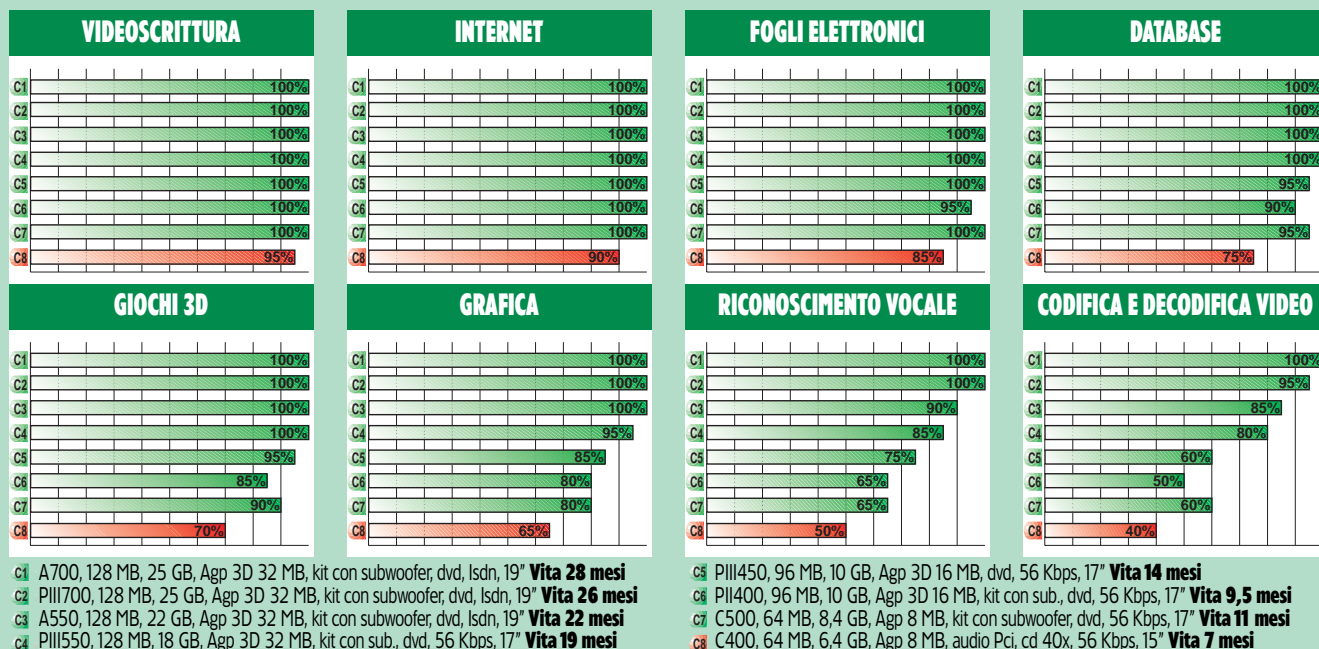 VIDEOSCRITTURA
C1 100%
C2 100%
C3 100%
C4 100%
C5 100%
C6 100%
C7 100%
C8 95%
INTERNET
C1 100%
C2 100%
C3 100%
C4 100%
C5 100%
C6 100%
C7 100%
C8 90%
FOGLI ELETTRONICI
C1 100%
C2 100%
C3 100%
C4 100%
C5 100%
C6 95%
C7 100%
C8 85%
DATABASE
C1 100%
C2 100%
C3 100%
C4 100%
C5 95%
C6 90%
C7 95%
C8 75%
GIOCHI 3D
C1 100%
C2 100%
C3 100%
C4 100%
C5 95%
C6 85%
C7 90%
C8 70%
GRAFICA
C1 100%
C2 100%
C3 100%
C4 95%
C5 85%
C6 80%
C7 80%
C8 65%
RICONOSCIMENTO VOCALE
C1 100%
C2 100%
C3 90%
C4 85%
C5 75%
C6 65%
C7 65%
C8 50%
CODIFICA E DECODIFICA VIDEO
C1 100%
C2 95%
C3 85%
C4 80%
C5 60%
C6 50%
C7 60%
C8 40%
C1 A700, 128 MB, 25 GB, Agp 3D 32 MB, kit con subwoofer, dvd, Isdn, 19" Vita 28 mesi
C2 PIII700, 128 MB, 25 GB, Agp 3D 32 MB, kit con subwoofer, dvd, Isdn, 19" Vita 26 mesi
C3 A550, 128 MB, 22 GB, Agp 3D 32 MB, kit con subwoofer, dvd, Isdn, 19" Vita 22 mesi
C4 PIII550, 128 MB, 18 GB, Agp 3D 32 MB, kit con sub., dvd, 56 Kbps, 17" Vita 19 mesi
C5 PIII450, 96 MB, 10 GB, Agp 3D 16 MB, dvd, 56 Kbps, 17" Vita 14 mesi
C6 PII400, 96 MB, 10 GB, Agp 3D 16 MB, kit con sub., dvd, 56 Kbps, 17" Vita 9,5 mesi
C7 C500, 64 MB, 8,4 GB, Agp 8 MB, kit con subwoofer, dvd, 56 Kbps, 17" Vita 11 mesi
C8 C400, 64 MB, 6,4 GB, Agp 8 MB, audio Pci, cd 40x, 56 Kbps, 15" Vita 7 mesi